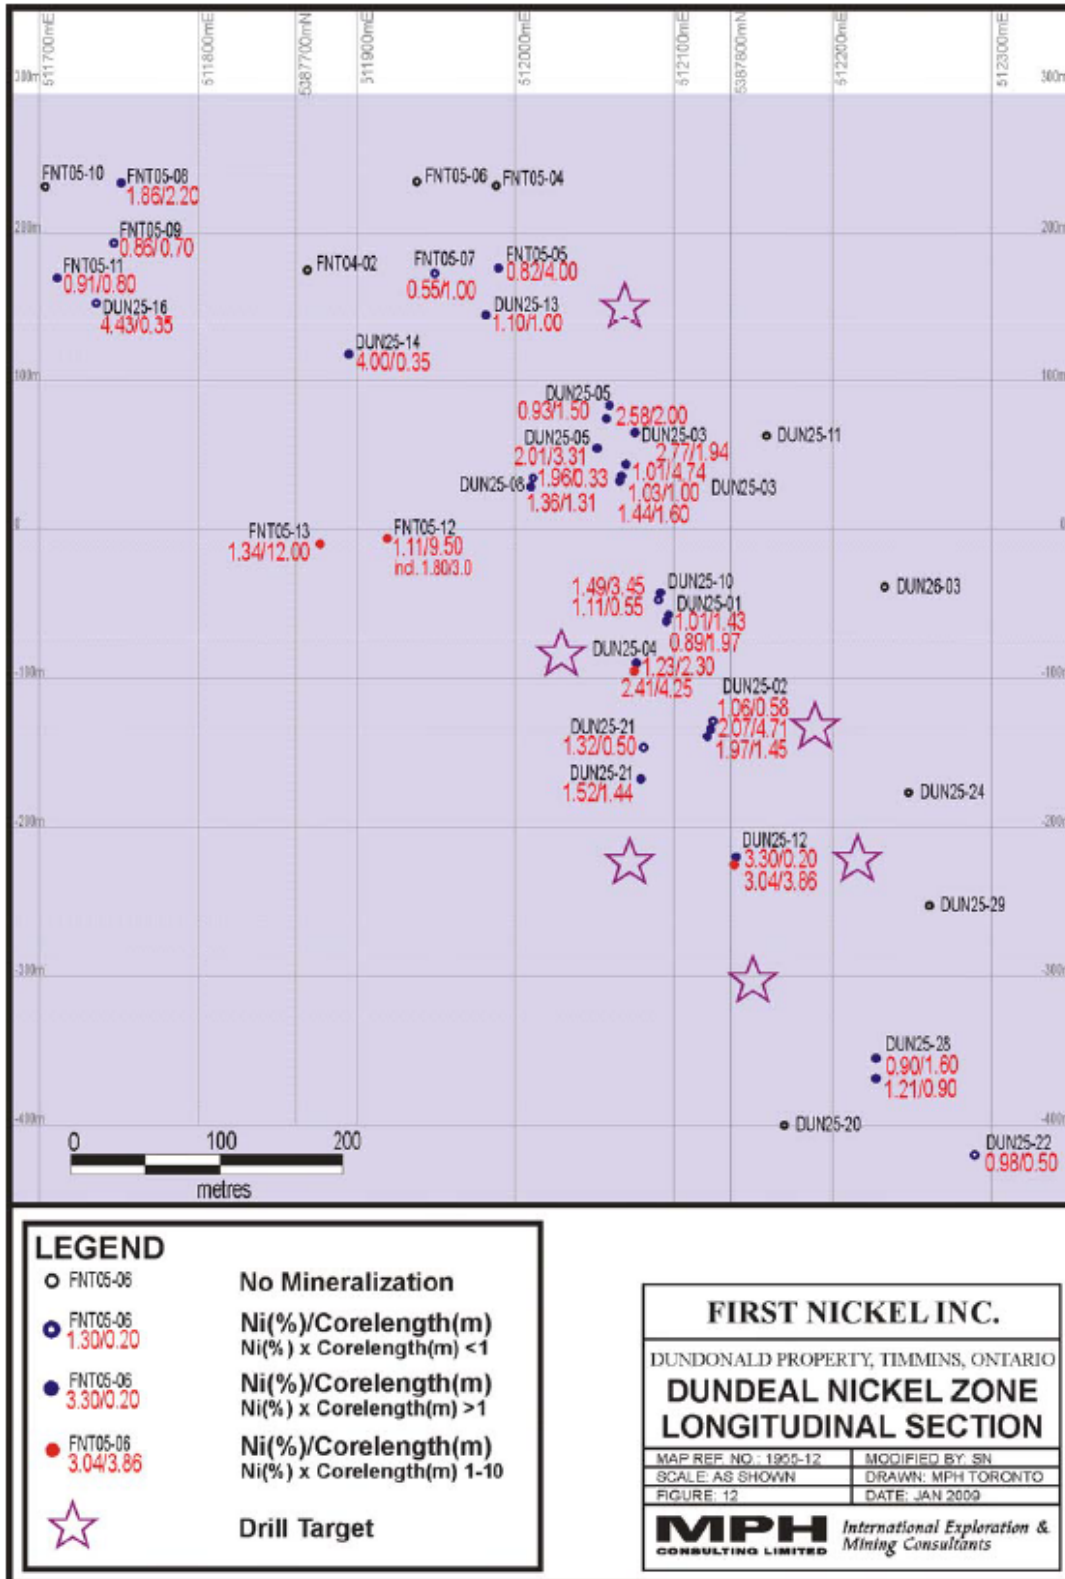 511700mE 511800mE 5387700mN 511900mE 512000mE 512100mE 5387800mN 512200mE 512300mE
300m 300m
FNT05-10
FNT05-08
1.86/2.20
FNT05-06
FNT05-04
200m 200m
FNT05-09
0.86/0.70
FNT05-11
0.91/0.80
DUN25-16
4.43/0.35
FNT04-02
FNT05-07
0.55/1.00
FNT05-05
0.82/4.00
DUN25-13
1.10/1.00
DUN25-14
4.00/0.35
100m 100m
DUN25-05
0.93/1.50
2.58/2.00
DUN25-05
2.01/3.31
DUN25-03
2.77/1.94
DUN25-11
1.01/4.74
1.03/1.00
DUN25-03
1.44/1.60
DUN25-08
1.96/0.33
1.36/1.31
0 0
FNT05-13
1.34/12.00
FNT05-12
1.11/9.50
incl. 1.80/3.0
DUN25-10
1.49/3.45
1.11/0.55
DUN25-01
1.01/1.43
0.89/1.97
DUN26-03
DUN25-04
1.23/2.30
2.41/4.25
-100m -100m
DUN25-02
1.06/0.58
2.07/4.71
1.97/1.45
DUN25-21
1.32/0.50
DUN25-21
1.52/1.44
DUN25-24
-200m -200m
DUN25-12
3.30/0.20
3.04/3.86
DUN25-29
-300m -300m
DUN25-28
0.90/1.60
1.21/0.90
-400m -400m
DUN25-20
DUN25-22
0.98/0.50
0 100 200
metres
LEGEND
FNT05-06 No Mineralization
FNT05-06 Ni(%)/Corelength(m)
1.30/0.20 Ni(%) x Corelength(m) <1
FNT05-06 Ni(%)/Corelength(m)
3.30/0.20 Ni(%) x Corelength(m) >1
FNT05-06 Ni(%)/Corelength(m)
3.04/3.86 Ni(%) x Corelength(m) 1-10
Drill Target
FIRST NICKEL INC.
DUNDONALD PROPERTY, TIMMINS, ONTARIO
DUNDEAL NICKEL ZONE
LONGITUDINAL SECTION
MAP REF. NO.: 1955-12 MODIFIED BY: SN
SCALE: AS SHOWN DRAWN: MPH TORONTO
FIGURE: 12 DATE: JAN 2009
MPH International Exploration &
CONSULTING LIMITED Mining Consultants